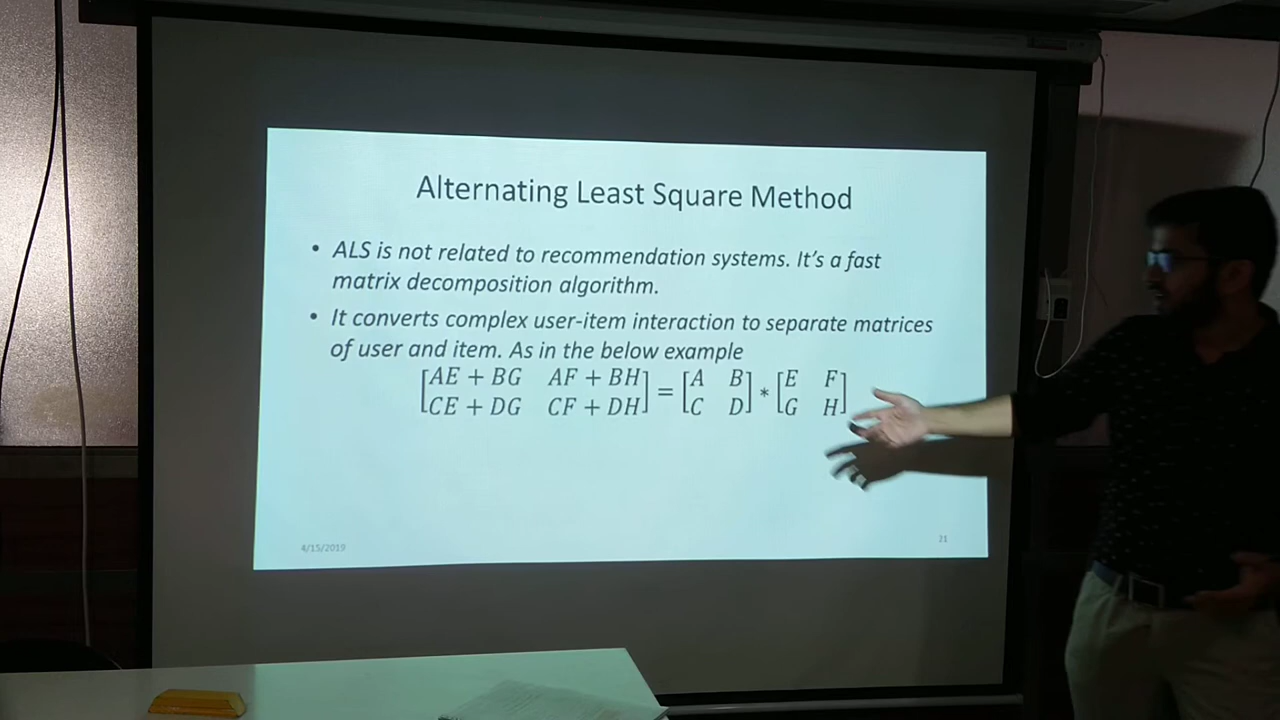 Alternating Least Square Method
• ALS is not related to recommendation systems. It's a fast
matrix decomposition algorithm.
• It converts complex user-item interaction to separate matrices
of user and item. As in the below example
[AE + BG AF + BH] = [A B] * [E F]
[CE + DG CF + DH] [C D] [G H]
4/15/2019
21